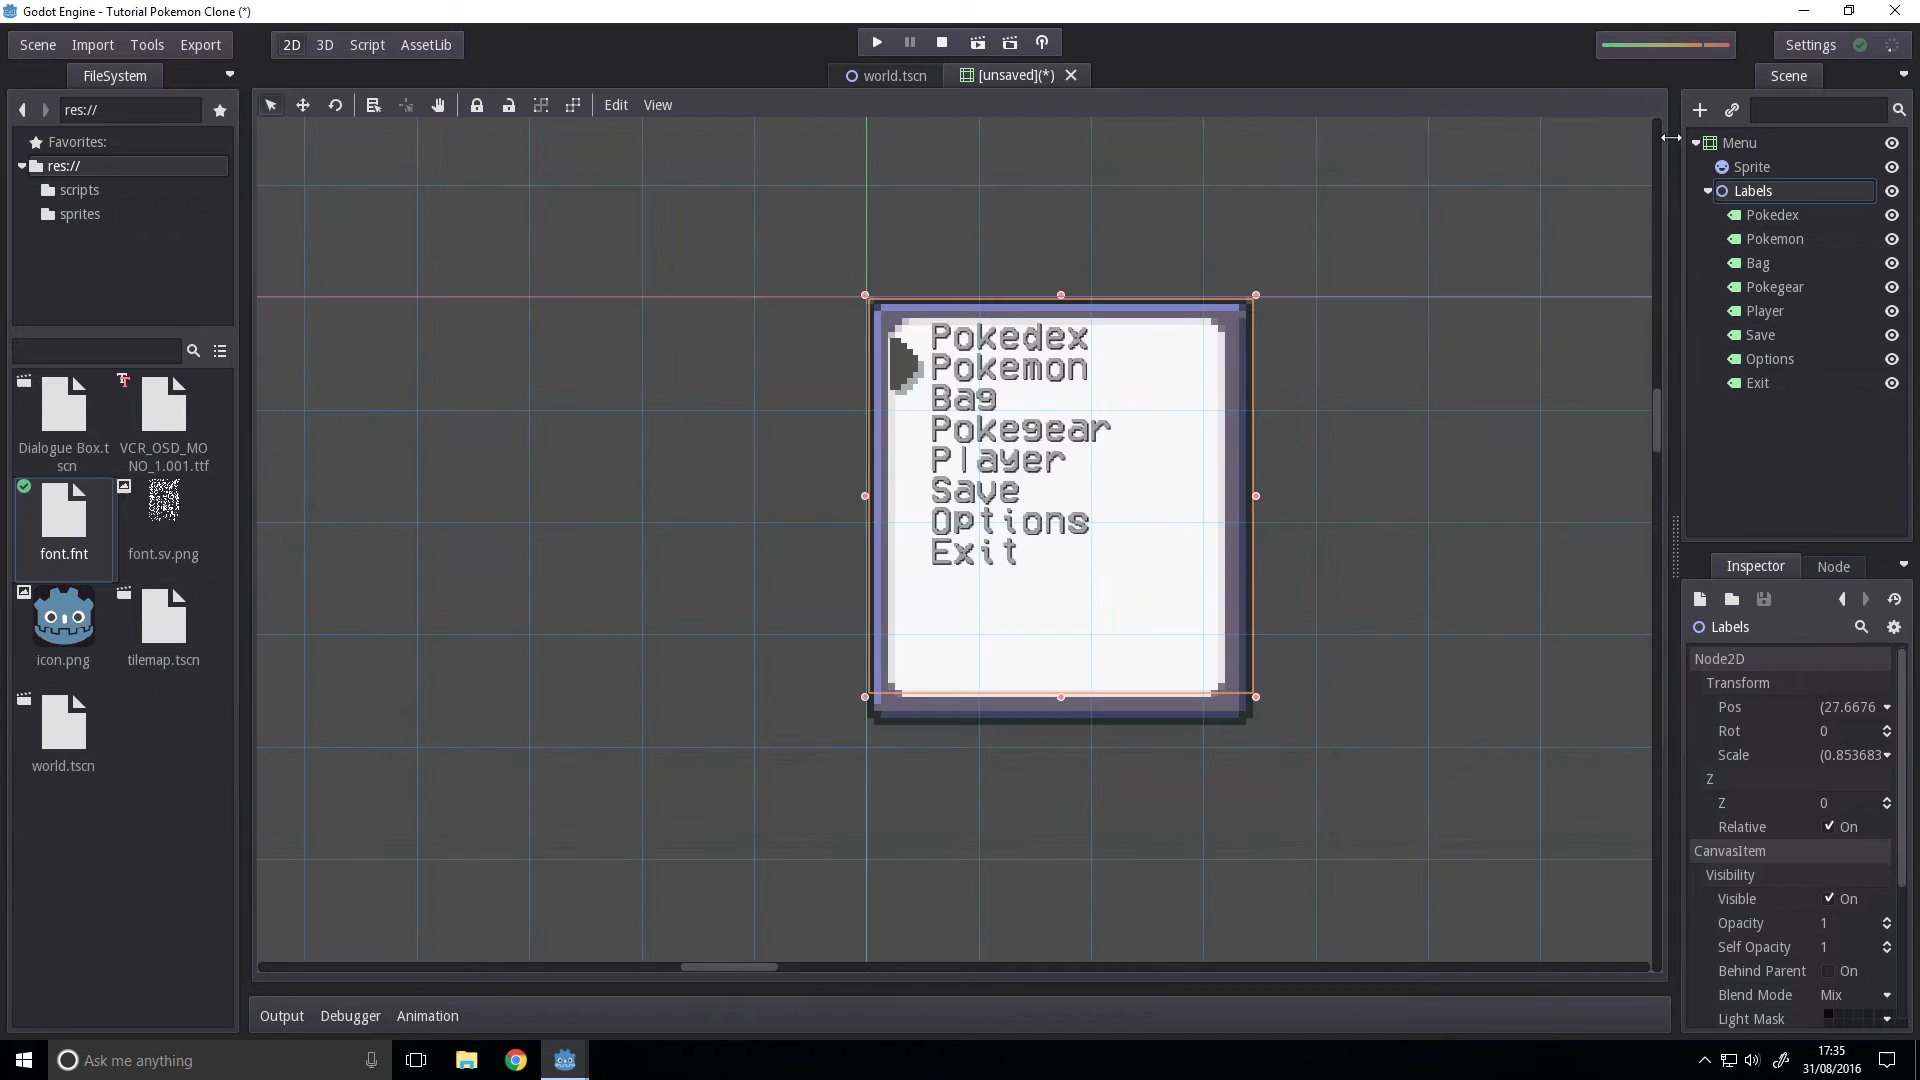 Godot Engine - Tutorial Pokemon Clone (*)
Scene Import Tools Export
2D 3D Script AssetLib
Settings
FileSystem
world.tscn
[unsaved](*)
Scene
res://
Edit View
Favorites:
res://
scripts
sprites
Menu
Sprite
Labels
Pokedex
Pokemon
Bag
Pokegear
Player
Save
Options
Exit
Pokedex
Pokemon
Bag
Pokegear
Player
Save
Options
Exit
Dialogue Box.t
scn
VCR_OSD_MO
NO_1.001.ttf
font.fnt
font.sv.png
icon.png
tilemap.tscn
world.tscn
Inspector Node
Labels
Node2D
Transform
Pos (27.6676
Rot 0
Scale (0.853683
Z
Z 0
Relative On
CanvasItem
Visibility
Visible On
Opacity 1
Self Opacity 1
Behind Parent On
Blend Mode Mix
Light Mask
Output Debugger Animation
Ask me anything
17:35
31/08/2016